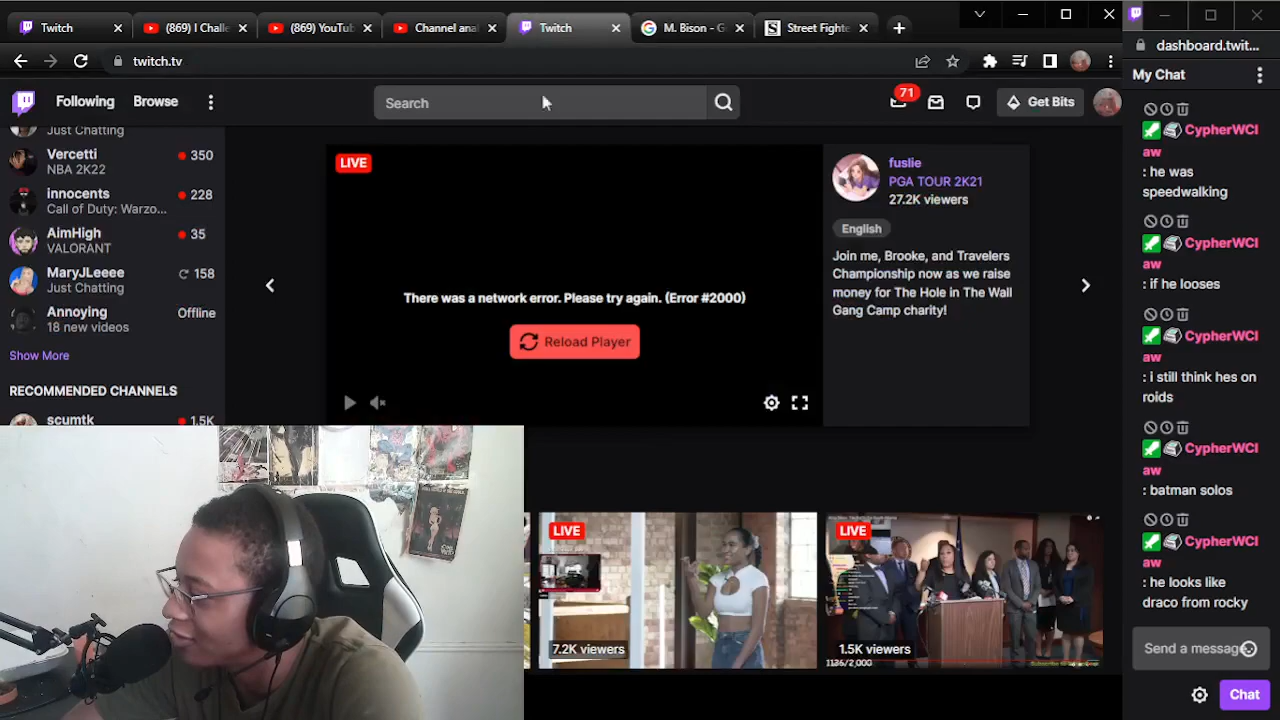 Twitch
(869) I Challe
(869) YouTub
Channel anal
Twitch
M. Bison - G
Street Fighte
twitch.tv
dashboard.twit...
My Chat
Following
Browse
Search
71
Get Bits
Just Chatting
Vercetti
350
NBA 2K22
innocents
228
Call of Duty: Warzo...
AimHigh
35
VALORANT
MaryJLeeee
158
Just Chatting
Annoying
Offline
18 new videos
Show More
RECOMMENDED CHANNELS
scumtk
1.5K
LIVE
There was a network error. Please try again. (Error #2000)
Reload Player
fuslie
PGA TOUR 2K21
27.2K viewers
English
Join me, Brooke, and Travelers
Championship now as we raise
money for The Hole in The Wall
Gang Camp charity!
LIVE
7.2K viewers
LIVE
1.5K viewers
1136/2,000
CypherWCl
aw
: he was
speedwalking
CypherWCl
aw
: if he looses
CypherWCl
aw
: i still think hes on
roids
CypherWCl
aw
: batman solos
CypherWCl
aw
: he looks like
draco from rocky
Send a message
Chat